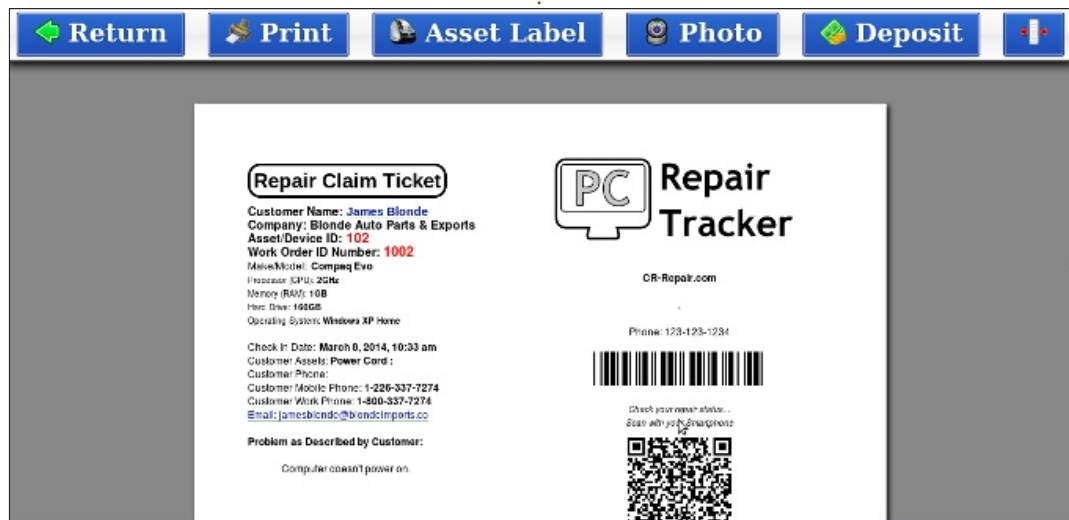 Return Print Asset Label Photo Deposit
Repair Claim Ticket
Customer Name: James Blonde
Company: Blonde Auto Parts & Exports
Asset/Device ID: 102
Work Order ID Number: 1002
Make/Model: Compaq Evo
Processor (CPU): 2GHz
Memory (RAM): 1GB
Hard Drive: 160GB
Operating System: Windows XP Home
Check In Date: March 8, 2014, 10:33 am
Customer Assets: Power Cord :
Customer Phone:
Customer Mobile Phone: 1-226-337-7274
Customer Work Phone: 1-800-337-7274
Email: jamesblonde@blondeimports.co
Problem as Described by Customer:
Computer doesn't power on.
PC Repair
Tracker
CR-Repair.com
Phone: 123-123-1234
Check your repair status...
Scan with your Smartphone